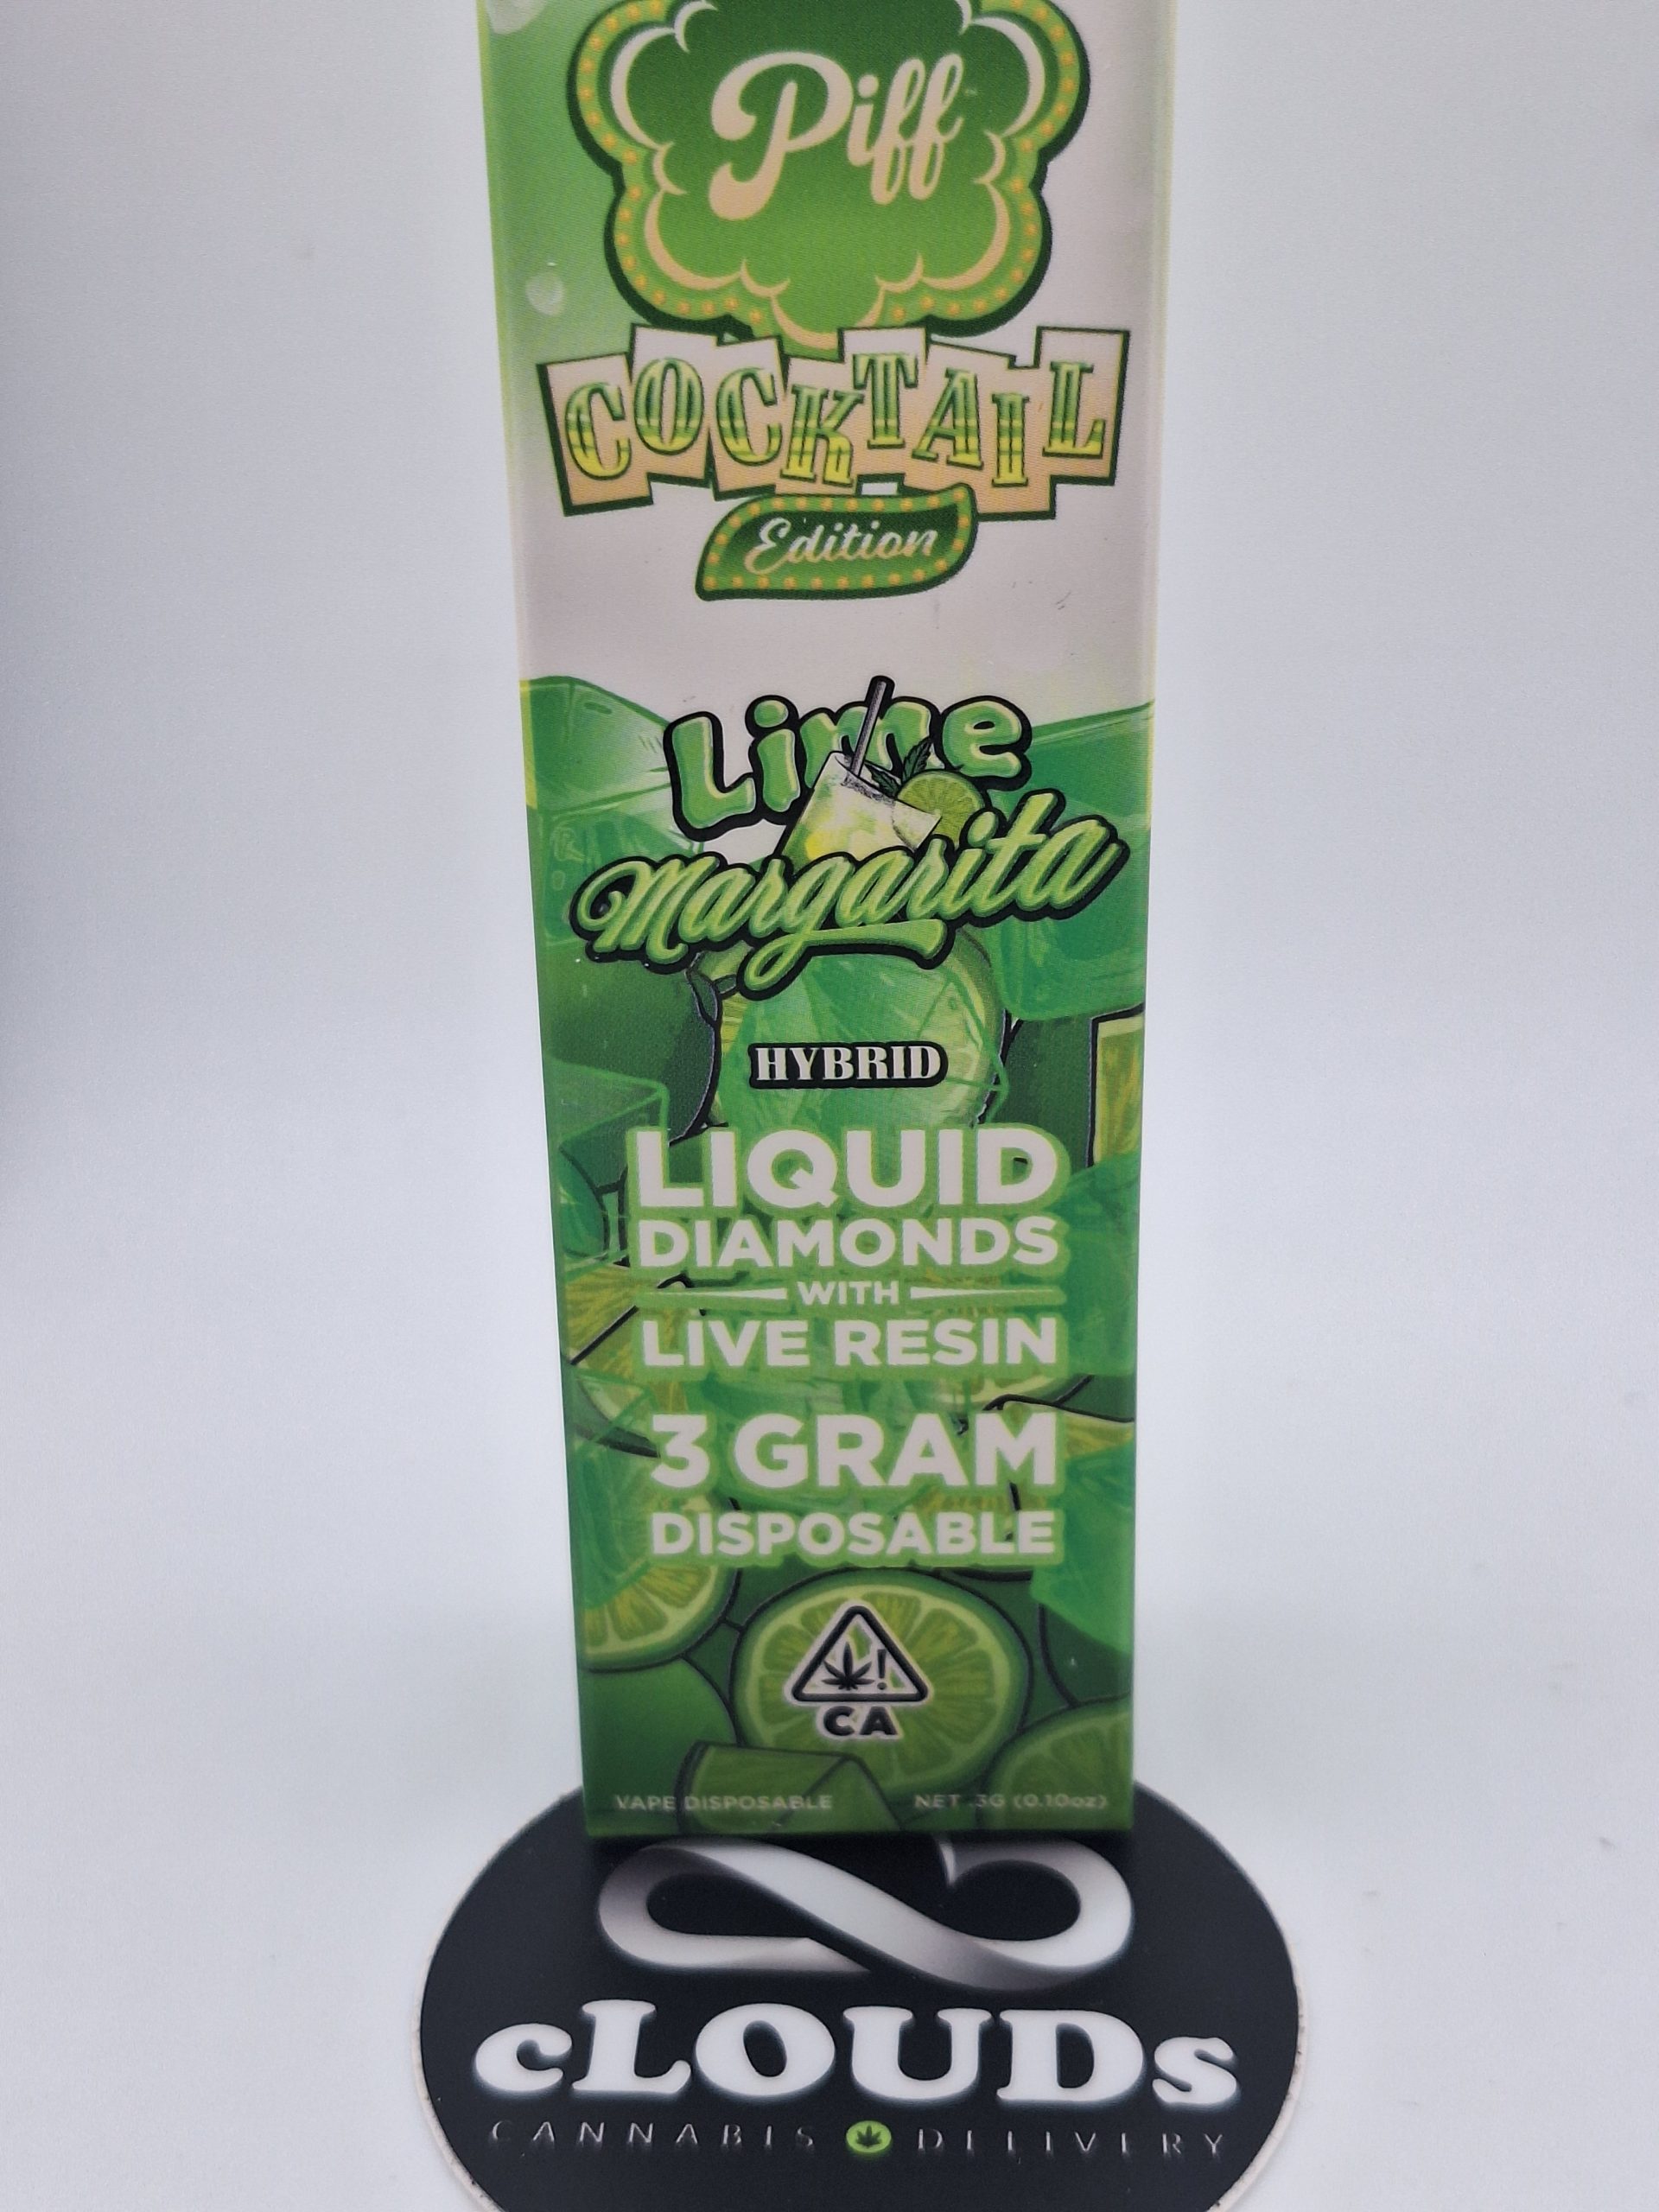 Piff
COCKTAIL
Edition
Lime
Margarita
HYBRID
LIQUID
DIAMONDS
WITH
LIVE RESIN
3 GRAM
DISPOSABLE
!
CA
VAPE DISPOSABLE NET .3G (0.10oz)
cLOUDs
CANNABIS DELIVERY